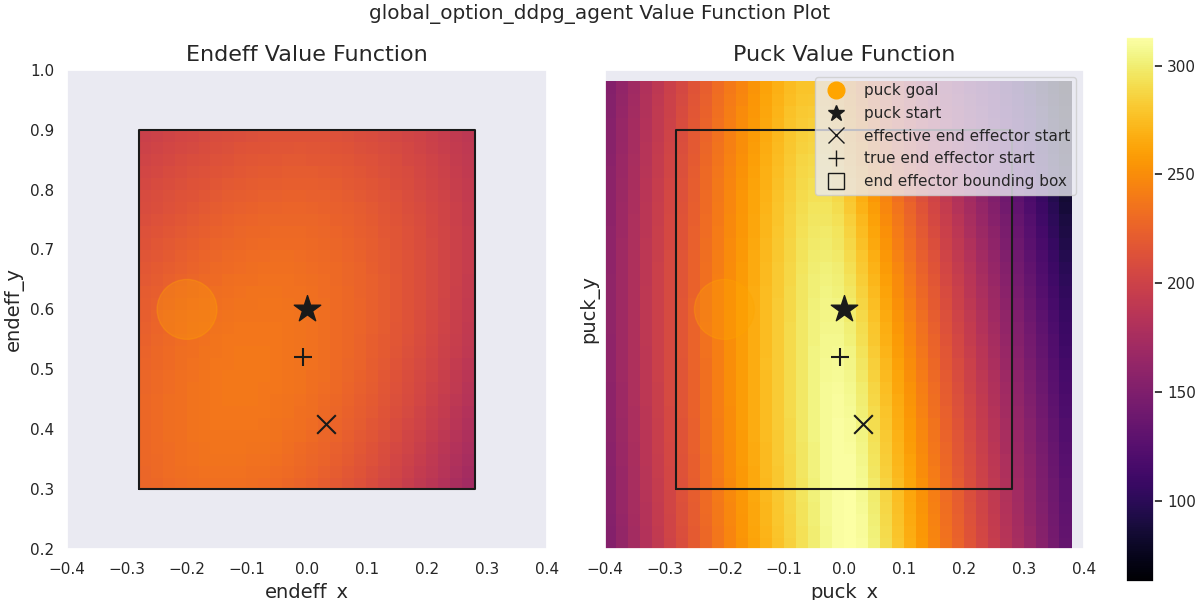 global_option_ddpg_agent Value Function Plot
Endeff Value Function
1.0
0.9
0.8
0.7
0.6
0.5
0.4
0.3
0.2
endeff_y
−0.4 −0.3 −0.2 −0.1 0.0 0.1 0.2 0.3 0.4
endeff_x
Puck Value Function
puck goal
puck start
effective end effector start
true end effector start
end effector bounding box
puck_y
−0.4 −0.3 −0.2 −0.1 0.0 0.1 0.2 0.3 0.4
puck_x
300
250
200
150
100